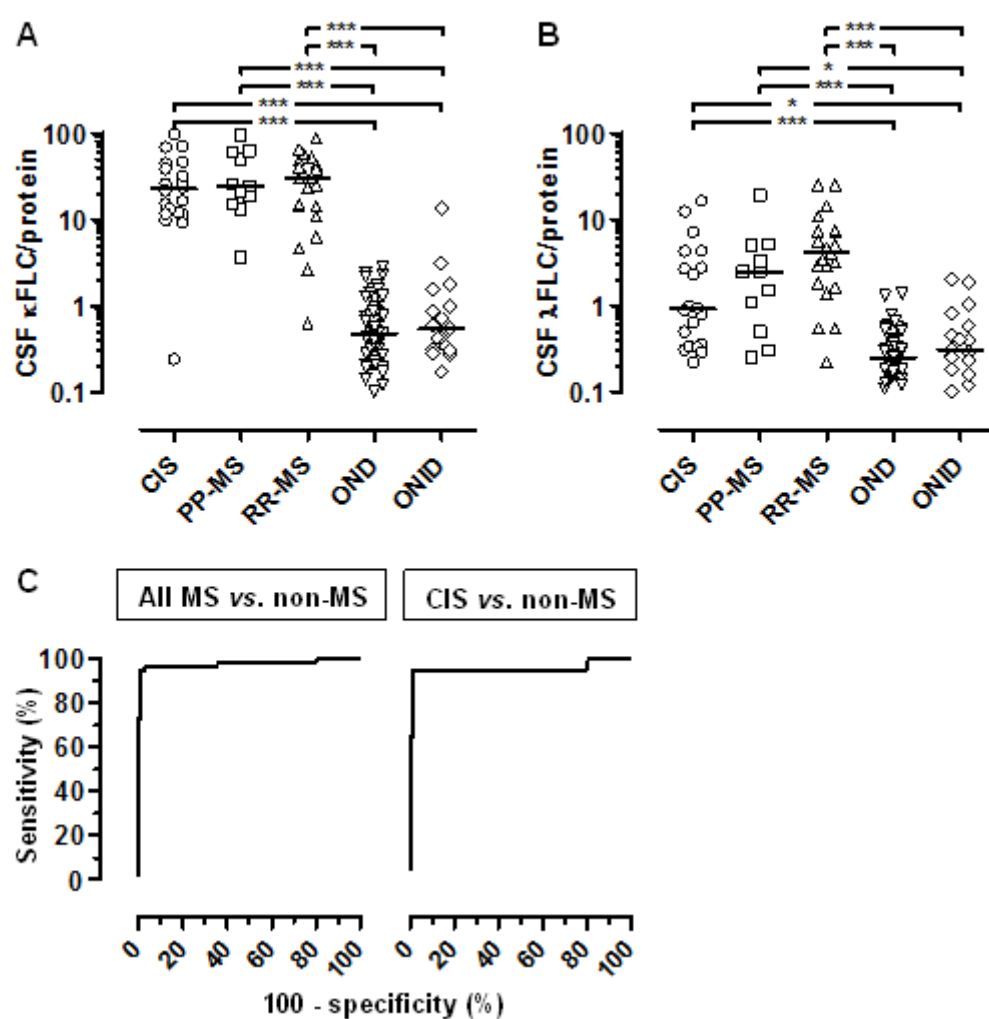 A
***
***
***
***
***
***
CSF κFLC/protein
100
10
1
0.1
CIS
PP-MS
RR-MS
OND
ONID
B
***
***
*
***
*
***
CSF λFLC/protein
100
10
1
0.1
CIS
PP-MS
RR-MS
OND
ONID
C
All MS vs. non-MS
CIS vs. non-MS
Sensitivity (%)
100
80
60
40
20
0
0
20
40
60
80
100
0
20
40
60
80
100
100 - specificity (%)